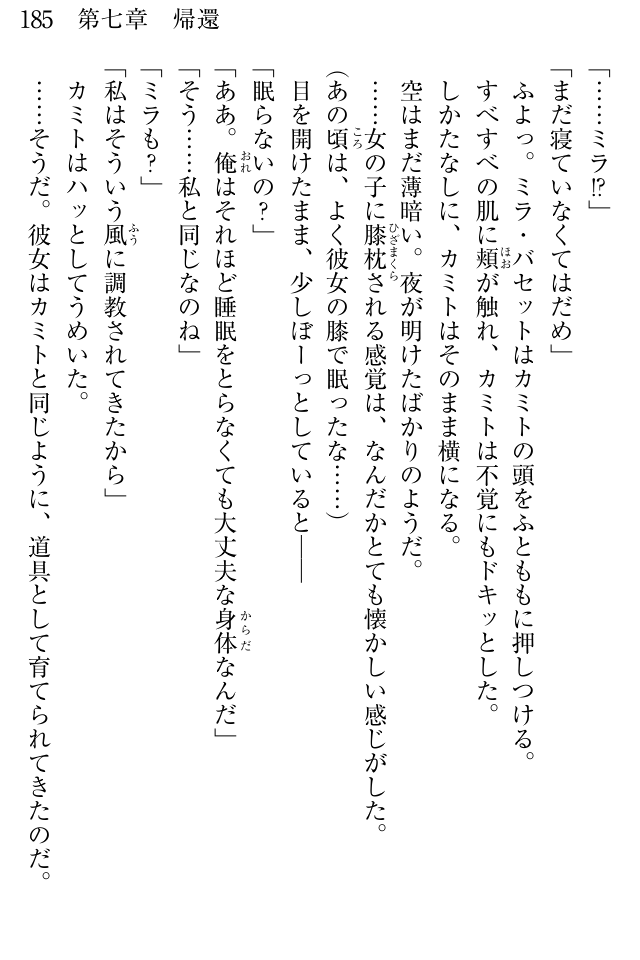 185　第七章　帰還
「……ミラ!?」
「まだ寝ていなくてはだめ」
　ふよっ。ミラ・バセットはカミトの頭をふとももに押しつける。
すべすべの肌に頬が触れ、カミトは不覚にもドキッとした。
しかたなしに、カミトはそのまま横になる。
空はまだ薄暗い。夜が明けたばかりのようだ。
……女の子に膝枕される感覚は、なんだかとても懐かしい感じがした。
(あの頃は、よく彼女の膝で眠ったな……)
　目を開けたまま、少しぼーっとしていると――
「眠らないの?」
「ああ。俺はそれほど睡眠をとらなくても大丈夫な身体なんだ」
「そう……私と同じなのね」
「ミラも?」
「私はそういう風に調教されてきたから」
　カミトはハッとしてうめいた。
　……そうだ。彼女はカミトと同じように、道具として育てられてきたのだ。